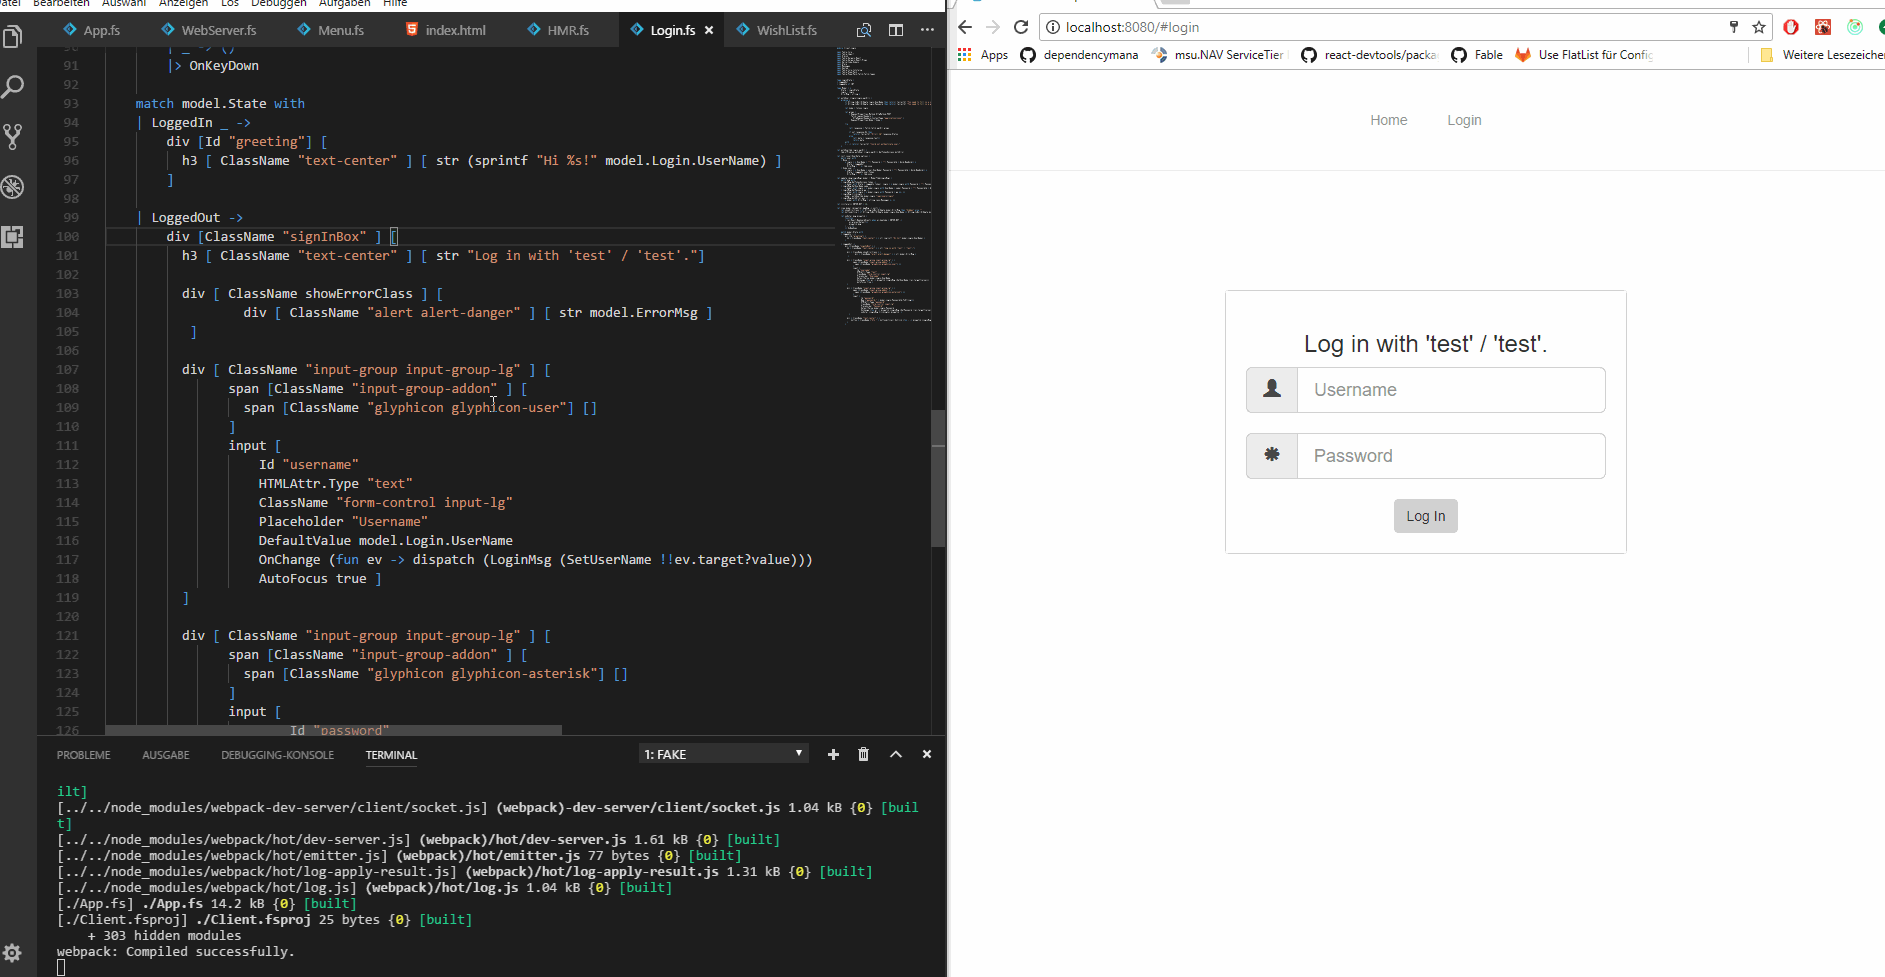 Datei Bearbeiten Auswahl Anzeigen Los Debuggen Aufgaben Hilfe
App.fs WebServer.fs Menu.fs index.html HMR.fs Login.fs WishList.fs
90 | _ -> ()
91 |> OnKeyDown
92
93 match model.State with
94 | LoggedIn _ ->
95 div [Id "greeting"] [
96 h3 [ ClassName "text-center" ] [ str (sprintf "Hi %s!" model.Login.UserName) ]
97 ]
98
99 | LoggedOut ->
100 div [ClassName "signInBox" ] [
101 h3 [ ClassName "text-center" ] [ str "Log in with 'test' / 'test'."]
102
103 div [ ClassName showErrorClass ] [
104 div [ ClassName "alert alert-danger" ] [ str model.ErrorMsg ]
105 ]
106
107 div [ ClassName "input-group input-group-lg" ] [
108 span [ClassName "input-group-addon" ] [
109 span [ClassName "glyphicon glyphicon-user"] []
110 ]
111 input [
112 Id "username"
113 HTMLAttr.Type "text"
114 ClassName "form-control input-lg"
115 Placeholder "Username"
116 DefaultValue model.Login.UserName
117 OnChange (fun ev -> dispatch (LoginMsg (SetUserName !!ev.target?value)))
118 AutoFocus true ]
119 ]
120
121 div [ ClassName "input-group input-group-lg" ] [
122 span [ClassName "input-group-addon" ] [
123 span [ClassName "glyphicon glyphicon-asterisk"] []
124 ]
125 input [
126 Id "password"
PROBLEME AUSGABE DEBUGGING-KONSOLE TERMINAL 1: FAKE
ilt]
[../../node_modules/webpack-dev-server/client/socket.js] (webpack)-dev-server/client/socket.js 1.04 kB {0} [buil
t]
[../../node_modules/webpack/hot/dev-server.js] (webpack)/hot/dev-server.js 1.61 kB {0} [built]
[../../node_modules/webpack/hot/emitter.js] (webpack)/hot/emitter.js 77 bytes {0} [built]
[../../node_modules/webpack/hot/log-apply-result.js] (webpack)/hot/log-apply-result.js 1.31 kB {0} [built]
[../../node_modules/webpack/hot/log.js] (webpack)/hot/log.js 1.04 kB {0} [built]
[./App.fs] ./App.fs 14.2 kB {0} [built]
[./Client.fsproj] ./Client.fsproj 25 bytes {0} [built]
+ 303 hidden modules
webpack: Compiled successfully.
localhost:8080/#login
Apps dependencymana msu.NAV ServiceTier react-devtools/packa Fable Use FlatList für Config Weitere Lesezeichen
Home Login
Log in with 'test' / 'test'.
Username
Password
Log In